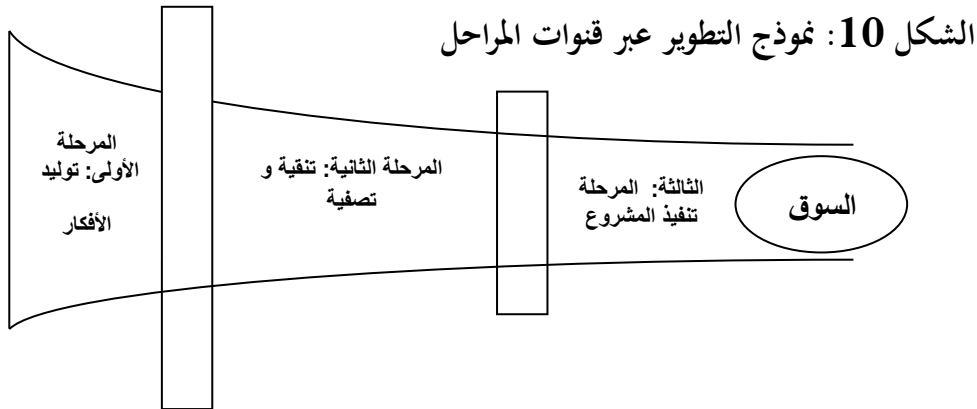 الشكل 10: نموذج التطوير عبر قنوات المراحل
المرحلة
الأولى: توليد
الأفكار
المرحلة الثانية: تنقية و
تصفية
الثالثة: المرحلة
تنفيذ المشروع
السوق